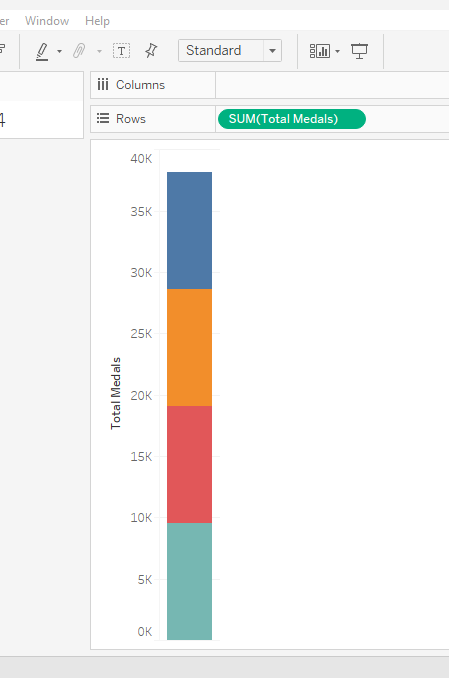 er Window Help
T Standard
4
Columns
Rows SUM(Total Medals)
40K
35K
30K
25K
20K
15K
10K
5K
0K
Total Medals